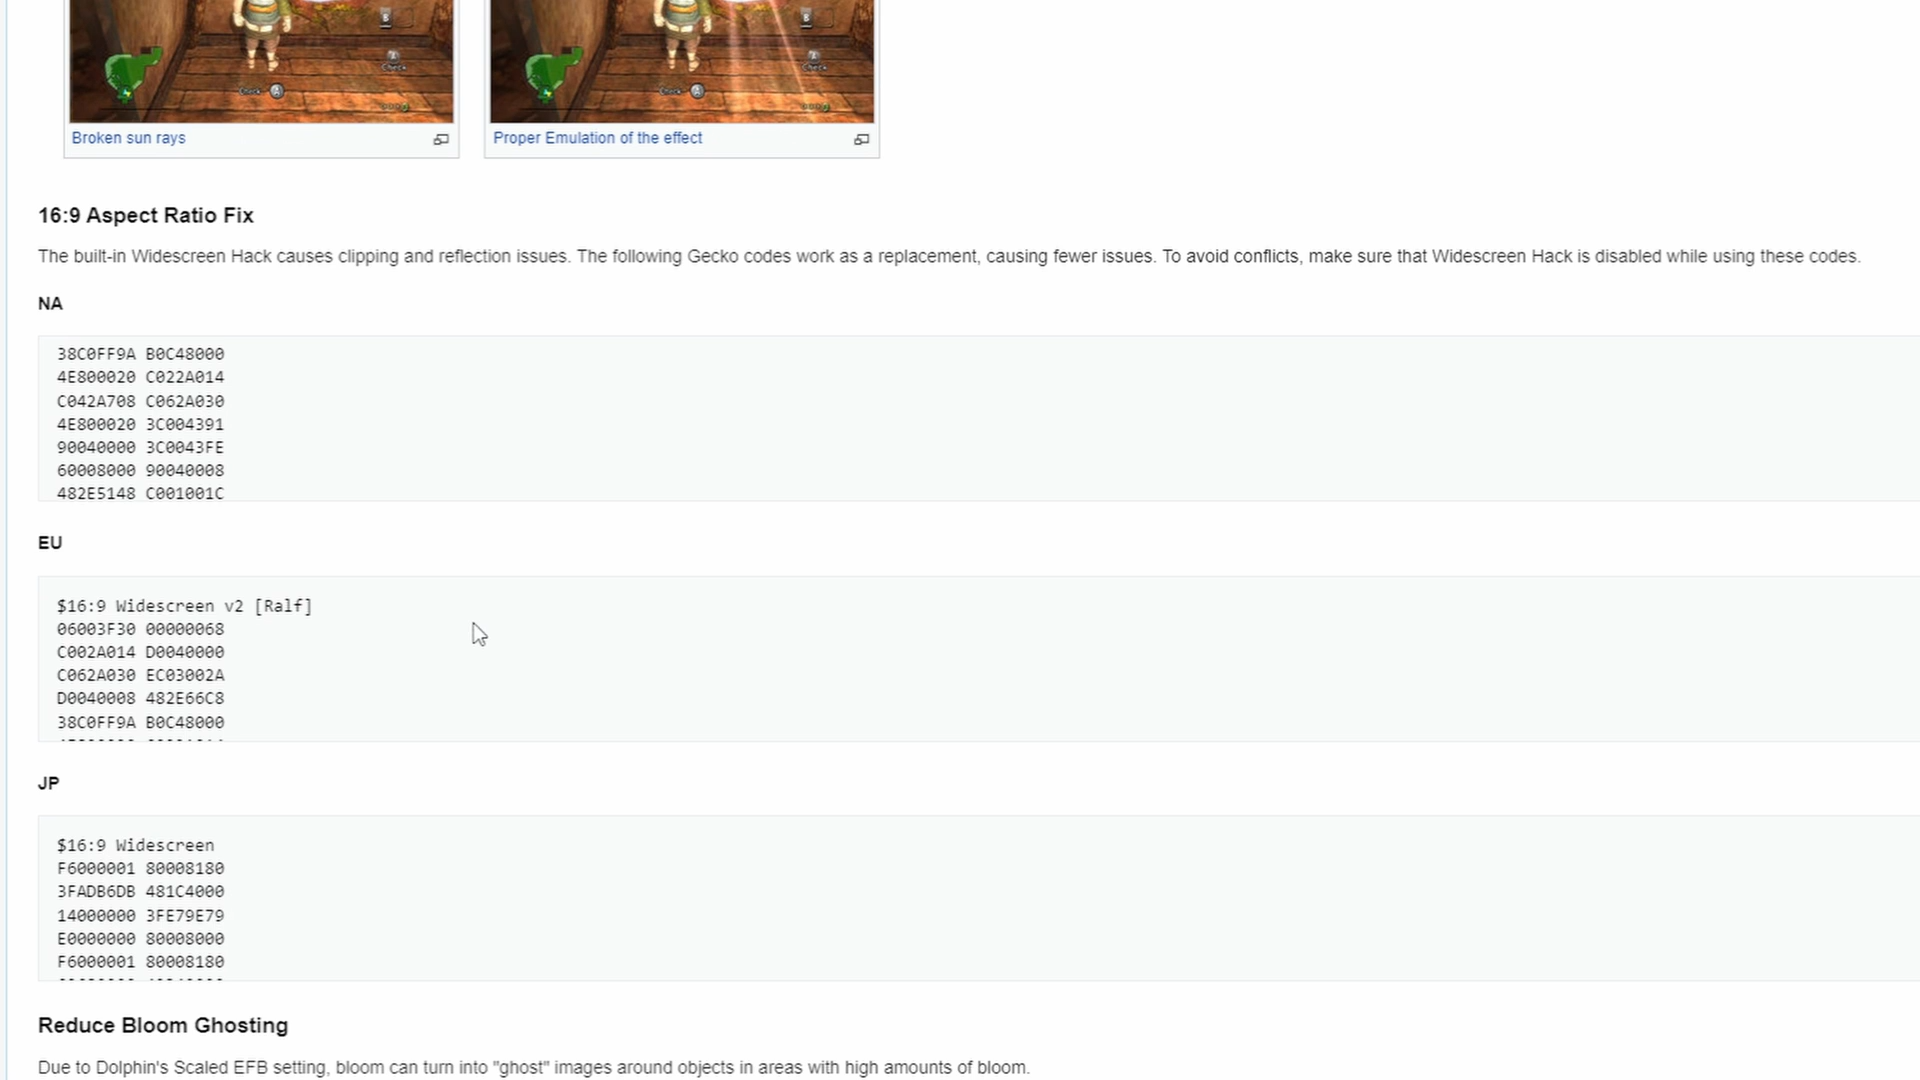 Check
Check A
Check
Check A
Broken sun rays
Proper Emulation of the effect
16:9 Aspect Ratio Fix
The built-in Widescreen Hack causes clipping and reflection issues. The following Gecko codes work as a replacement, causing fewer issues. To avoid conflicts, make sure that Widescreen Hack is disabled while using these codes.
NA
38C0FF9A B0C48000
4E800020 C022A014
C042A708 C062A030
4E800020 3C004391
90040000 3C0043FE
60008000 90040008
482E5148 C001001C
EU
$16:9 Widescreen v2 [Ralf]
06003F30 00000068
C002A014 D0040000
C062A030 EC03002A
D0040008 482E66C8
38C0FF9A B0C48000
JP
$16:9 Widescreen
F6000001 80008180
3FADB6DB 481C4000
14000000 3FE79E79
E0000000 80008000
F6000001 80008180
Reduce Bloom Ghosting
Due to Dolphin's Scaled EFB setting, bloom can turn into "ghost" images around objects in areas with high amounts of bloom.